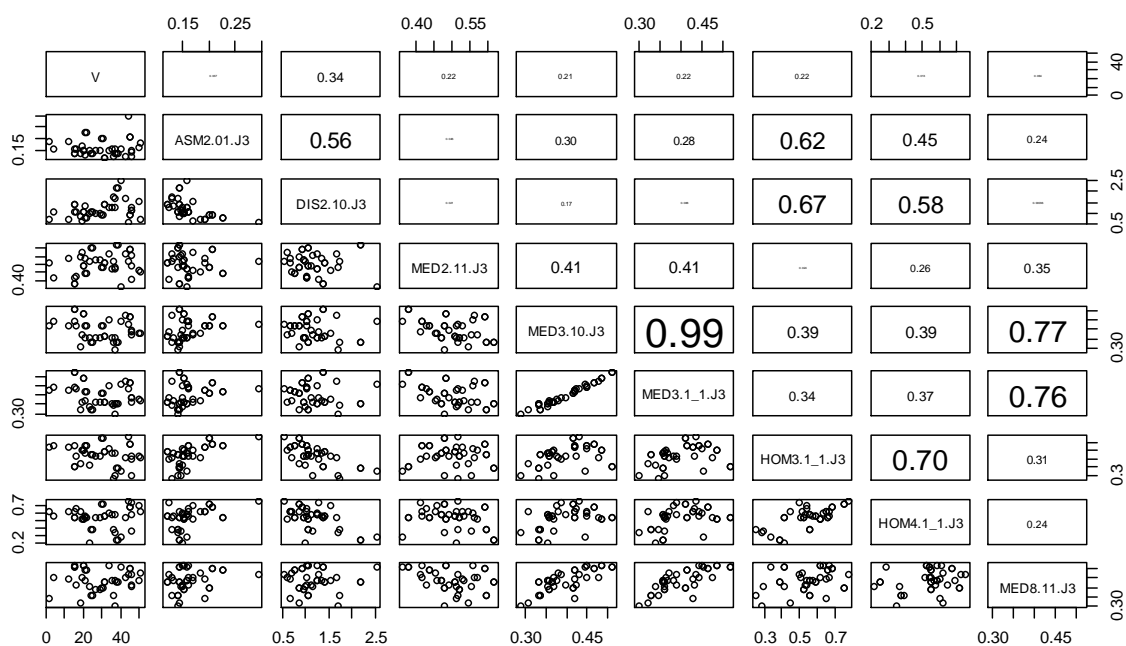 0.15 0.25 0.40 0.55 0.30 0.45 0.2 0.5
V 0.34 0.22 0.21 0.22 0.22 0 40
0.15 ASM2.01.J3 0.56 0.30 0.28 0.62 0.45 0.24
DIS2.10.J3 0.17 0.67 0.58 0.5 2.5
0.40 MED2.11.J3 0.41 0.41 0.26 0.35
MED3.10.J3 0.99 0.39 0.39 0.77 0.30
0.30 MED3.1_1.J3 0.34 0.37 0.76
HOM3.1_1.J3 0.70 0.31 0.3
0.2 0.7 HOM4.1_1.J3 0.24
MED8.11.J3 0.30
0 20 40 0.5 1.5 2.5 0.30 0.45 0.3 0.5 0.7 0.30 0.45